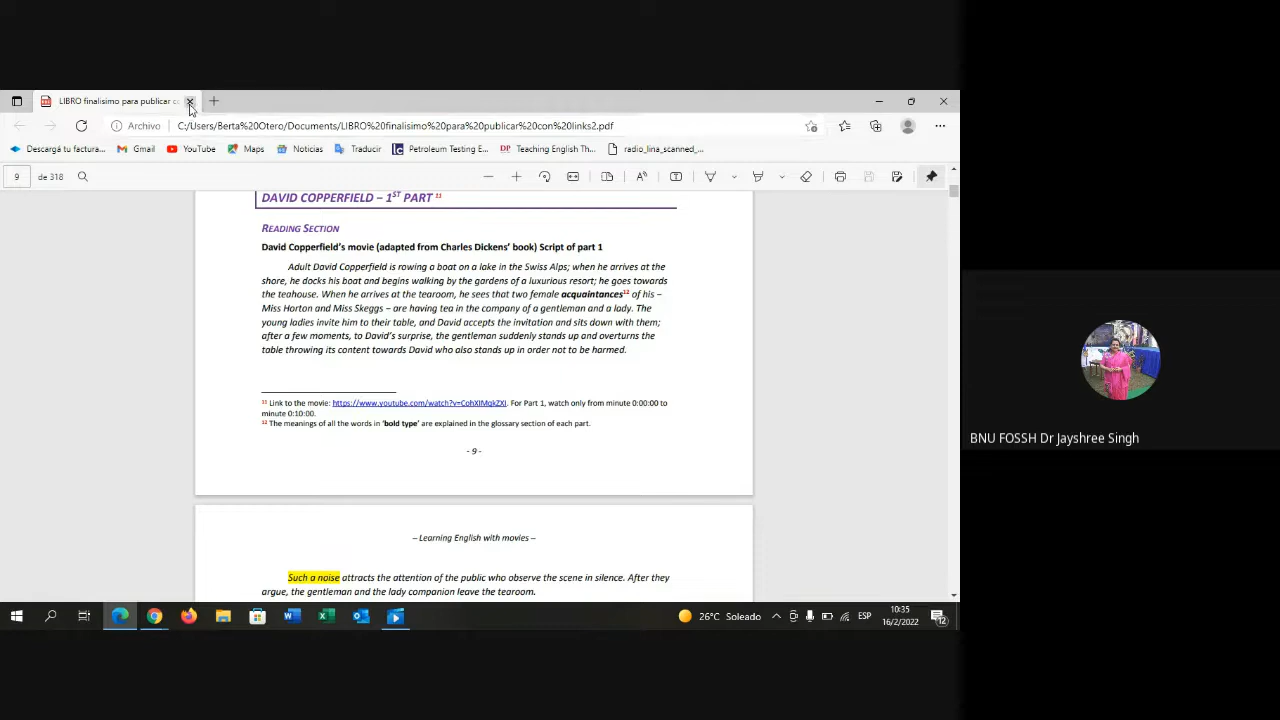 LIBRO finalisimo para publicar c
Archivo
C:/Users/Berta%20Otero/Documents/LIBRO%20finalisimo%20para%20publicar%20con%20links2.pdf
Descargá tu factura...
Gmail
YouTube
Maps
Noticias
Traducir
Petroleum Testing E...
Teaching English Th...
radio_lina_scanned_...
9
de 318
DAVID COPPERFIELD – 1ST PART 11
READING SECTION
David Copperfield's movie (adapted from Charles Dickens' book) Script of part 1
Adult David Copperfield is rowing a boat on a lake in the Swiss Alps; when he arrives at the
shore, he docks his boat and begins walking by the gardens of a luxurious resort; he goes towards
the teahouse. When he arrives at the tearoom, he sees that two female acquaintances12 of his –
Miss Horton and Miss Skeggs – are having tea in the company of a gentleman and a lady. The
young ladies invite him to their table, and David accepts the invitation and sits down with them;
after a few moments, to David's surprise, the gentleman suddenly stands up and overturns the
table throwing its content towards David who also stands up in order not to be harmed.
11 Link to the movie: https://www.youtube.com/watch?v=CohXIMqkZXI. For Part 1, watch only from minute 0:00:00 to
minute 0:10:00.
12 The meanings of all the words in 'bold type' are explained in the glossary section of each part.
- 9 -
– Learning English with movies –
Such a noise attracts the attention of the public who observe the scene in silence. After they
argue, the gentleman and the lady companion leave the tearoom.
26°C Soleado
ESP
10:35
16/2/2022
12
BNU FOSSH Dr Jayshree Singh